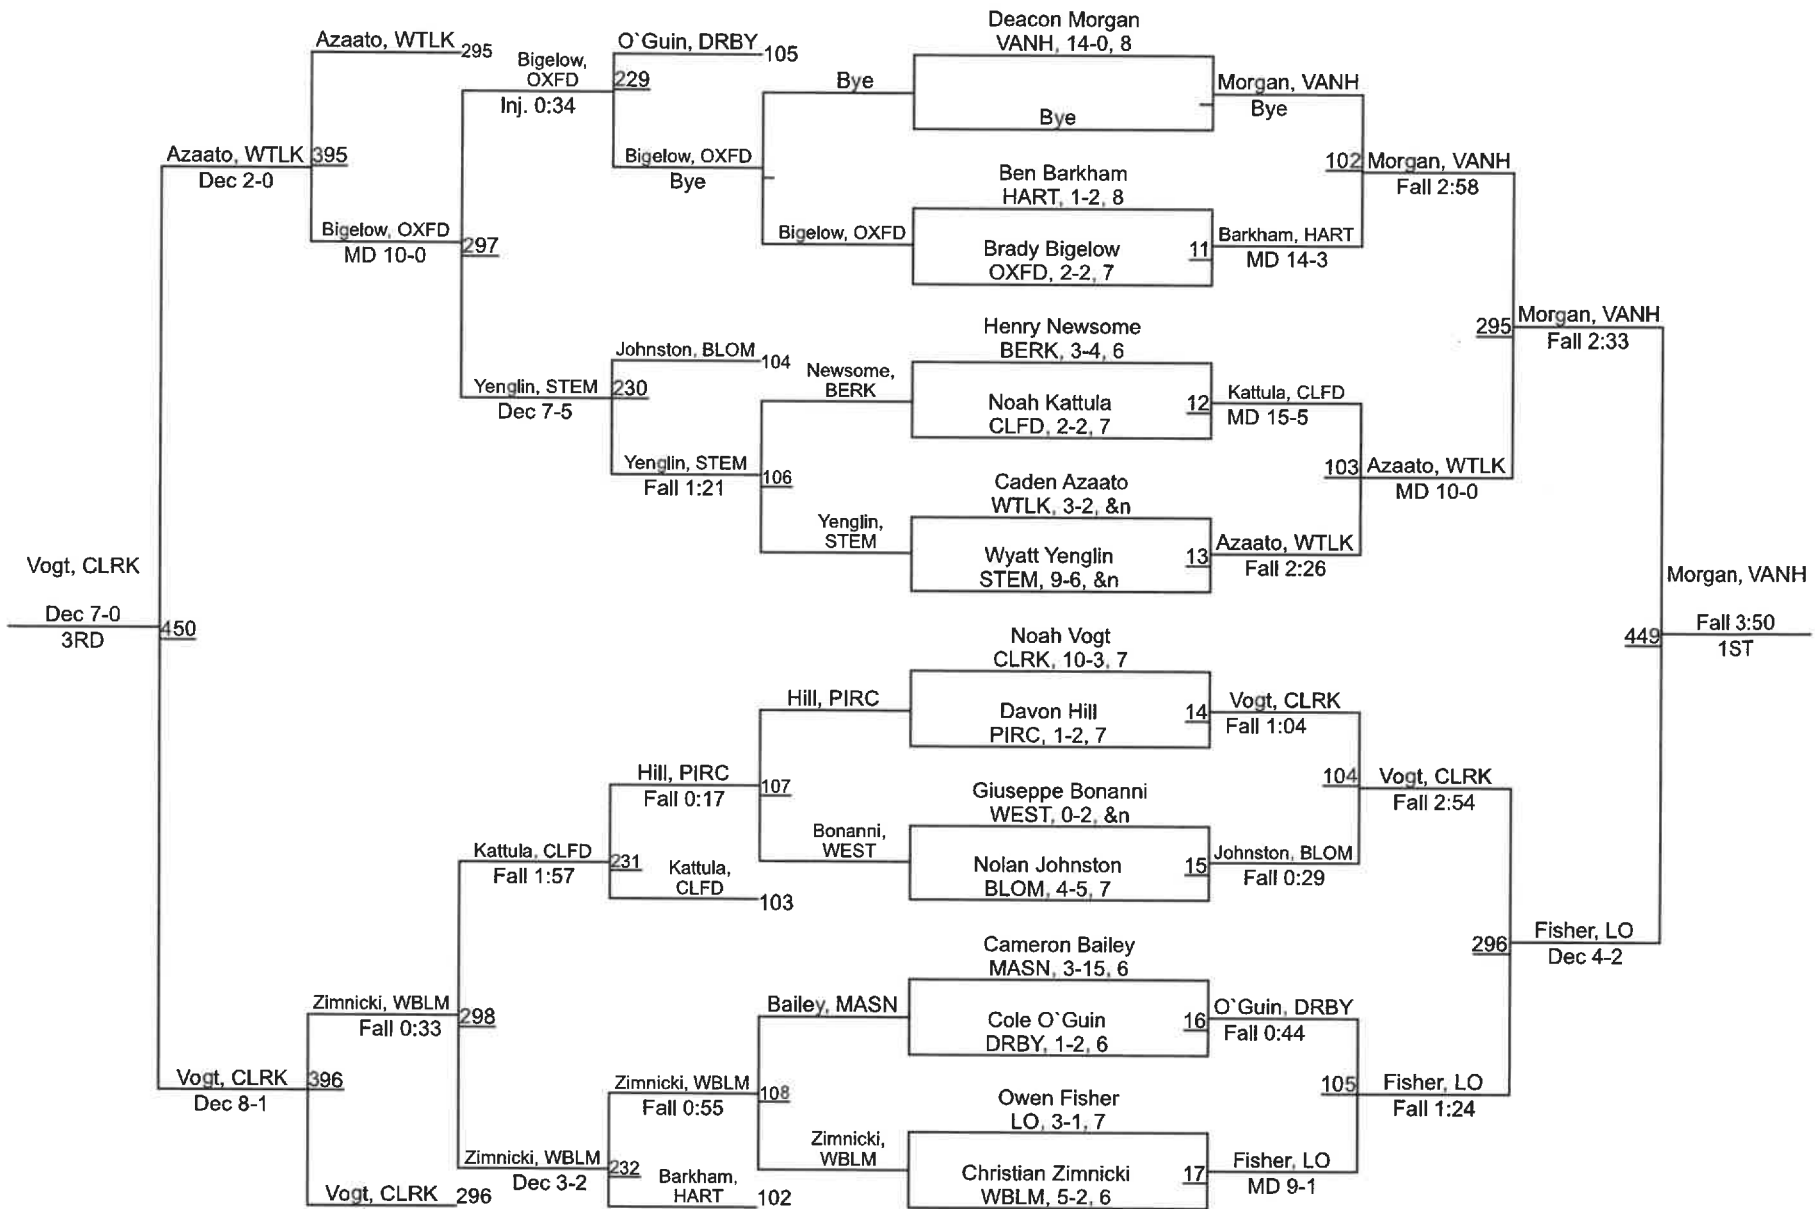 Deacon Morgan
VANH, 14-0, 8
Bye
Ben Barkham
HART, 1-2, 8
Brady Bigelow
OXFD, 2-2, 7
11
Henry Newsome
BERK, 3-4, 6
Noah Kattula
CLFD, 2-2, 7
12
Caden Azaato
WTLK, 3-2, &n
Wyatt Yenglin
STEM, 9-6, &n
13
Noah Vogt
CLRK, 10-3, 7
Davon Hill
PIRC, 1-2, 7
14
Giuseppe Bonanni
WEST, 0-2, &n
Nolan Johnston
BLOM, 4-5, 7
15
Cameron Bailey
MASN, 3-15, 6
Cole O`Guin
DRBY, 1-2, 6
16
Owen Fisher
LO, 3-1, 7
Christian Zimnicki
WBLM, 5-2, 6
17
Morgan, VANH
Bye
Barkham, HART
MD 14-3
102
Kattula, CLFD
MD 15-5
Azaato, WTLK
Fall 2:26
103
Vogt, CLRK
Fall 1:04
Johnston, BLOM
Fall 0:29
104
O`Guin, DRBY
Fall 0:44
Fisher, LO
MD 9-1
105
Morgan, VANH
Fall 2:58
Azaato, WTLK
MD 10-0
295
Vogt, CLRK
Fall 2:54
Fisher, LO
Fall 1:24
296
Morgan, VANH
Fall 2:33
Fisher, LO
Dec 4-2
449
Morgan, VANH
Fall 3:50
1ST
Bye
Bigelow, OXFD
Newsome,
BERK
Yenglin,
STEM
106
Hill, PIRC
Bonanni,
WEST
107
Bailey, MASN
Zimnicki,
WBLM
108
O`Guin, DRBY
105
Bigelow, OXFD
Bye
229
Johnston, BLOM
104
Yenglin, STEM
Fall 1:21
230
Hill, PIRC
Fall 0:17
Kattula,
CLFD
103
231
Zimnicki, WBLM
Fall 0:55
Barkham,
HART
102
232
Bigelow,
OXFD
Inj. 0:34
Yenglin, STEM
Dec 7-5
297
Kattula, CLFD
Fall 1:57
Zimnicki, WBLM
Dec 3-2
298
Azaato, WTLK
295
Bigelow, OXFD
MD 10-0
395
Zimnicki, WBLM
Fall 0:33
Vogt, CLRK
296
396
Azaato, WTLK
Dec 2-0
Vogt, CLRK
Dec 8-1
450
Vogt, CLRK
Dec 7-0
3RD